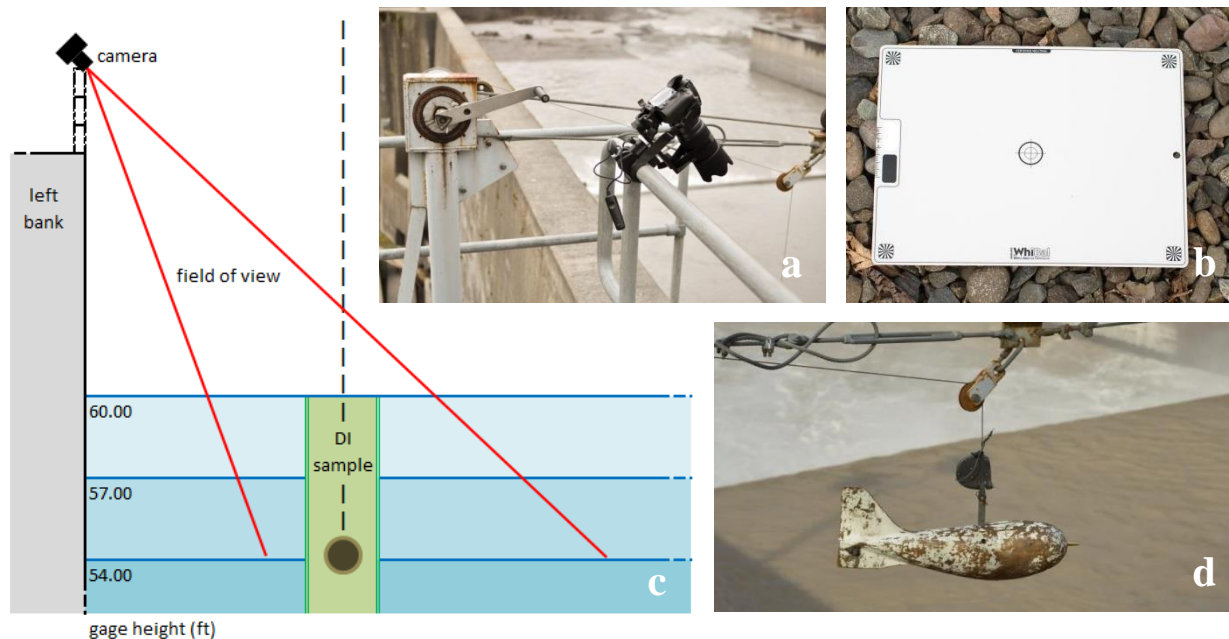 camera
left
bank
field of view
60.00
DI
sample
57.00
54.00
gage height (ft)
c
a
WhiBal
b
d